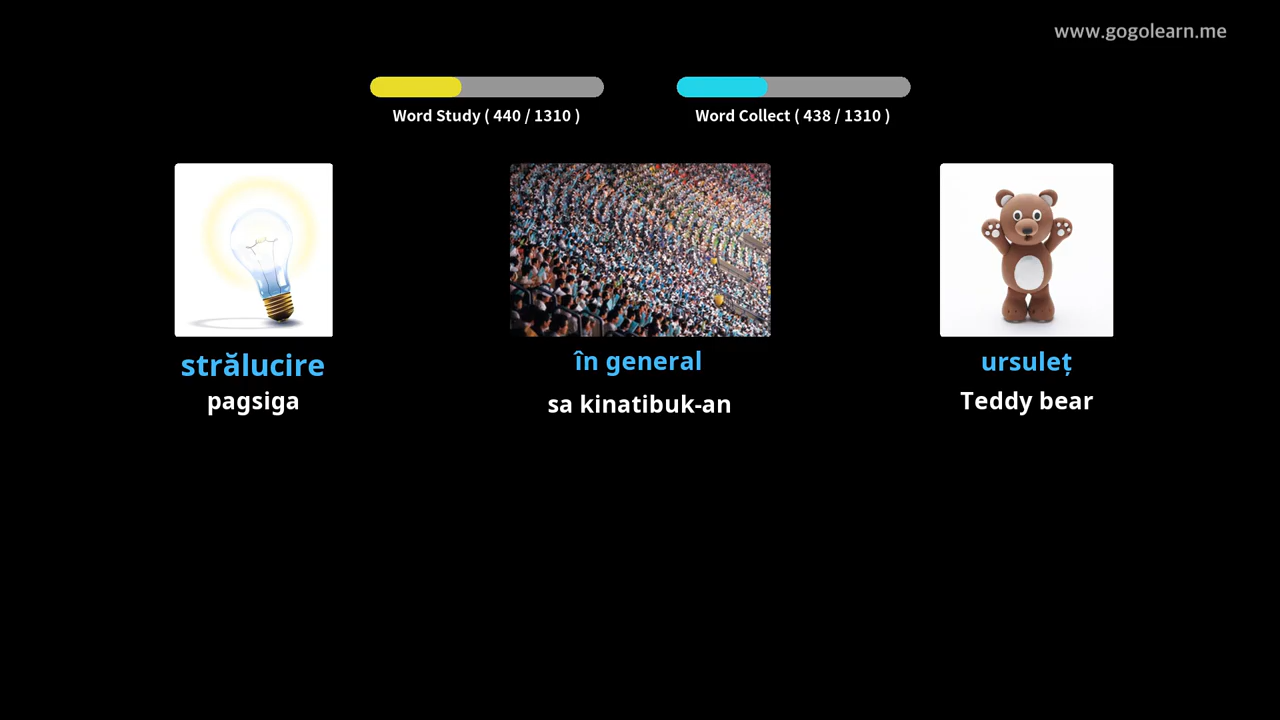 www.gogolearn.me
Word Study ( 440 / 1310 )
Word Collect ( 438 / 1310 )
strălucire
pagsiga
în general
sa kinatibuk-an
ursuleț
Teddy bear